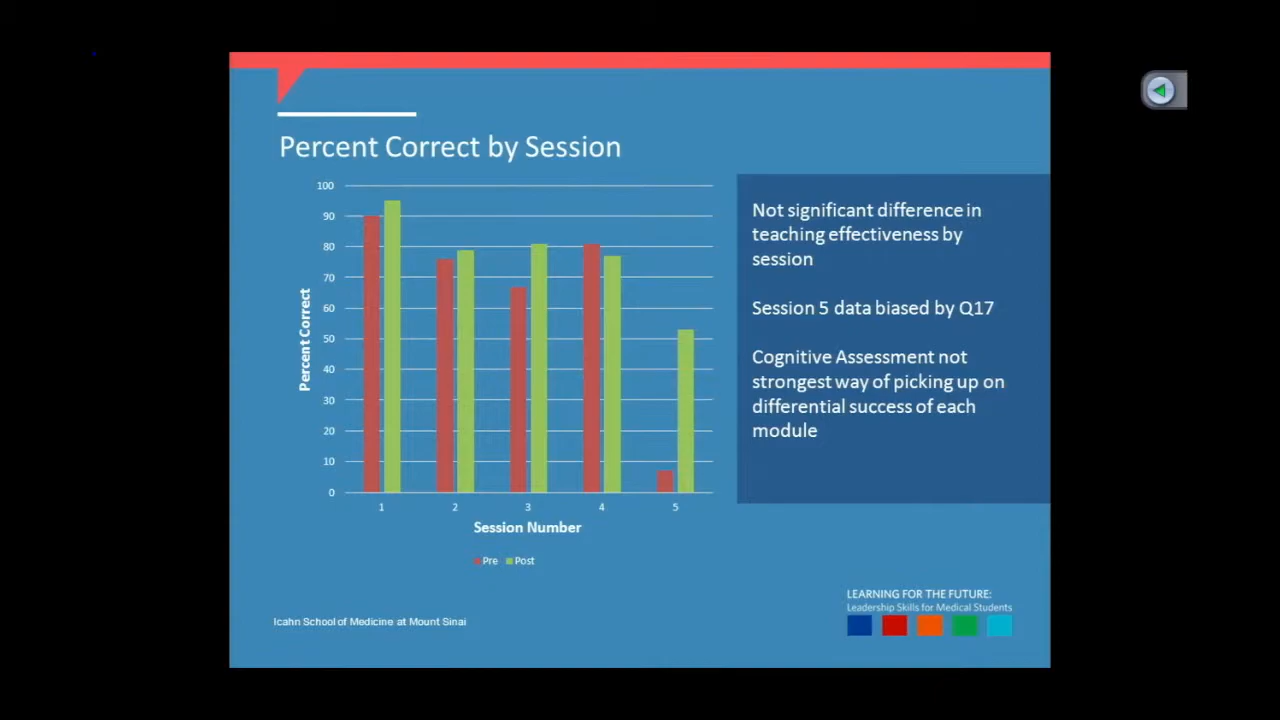 Percent Correct by Session
100
90
80
70
60
50
40
30
20
10
0
Percent Correct
1 2 3 4 5
Session Number
Pre Post
Not significant difference in
teaching effectiveness by
session
Session 5 data biased by Q17
Cognitive Assessment not
strongest way of picking up on
differential success of each
module
Icahn School of Medicine at Mount Sinai
LEARNING FOR THE FUTURE:
Leadership Skills for Medical Students